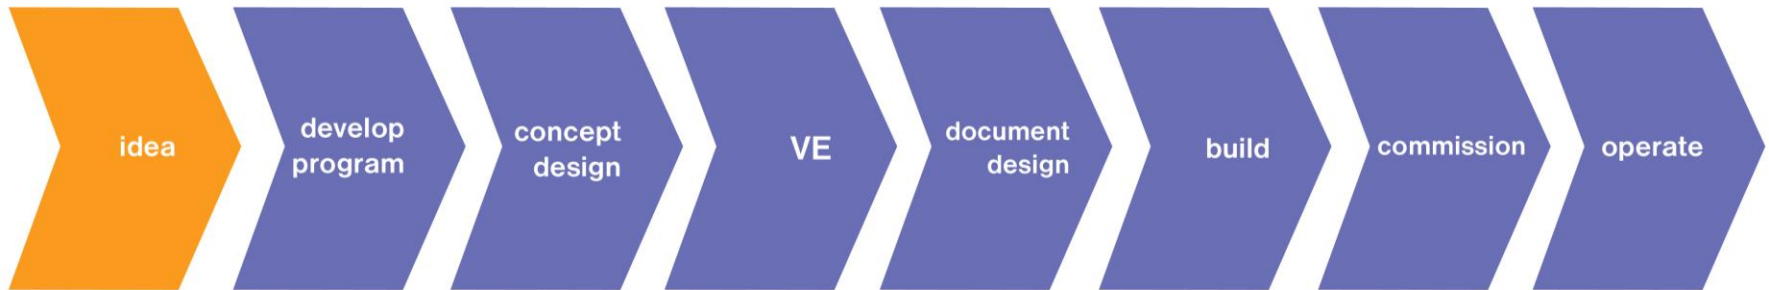 idea
develop
program
concept
design
VE
document
design
build
commission
operate